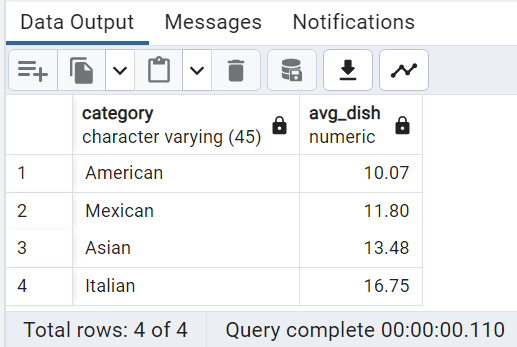 Data Output Messages Notifications
category avg_dish
character varying (45) numeric
1 American 10.07
2 Mexican 11.80
3 Asian 13.48
4 Italian 16.75
Total rows: 4 of 4 Query complete 00:00:00.110